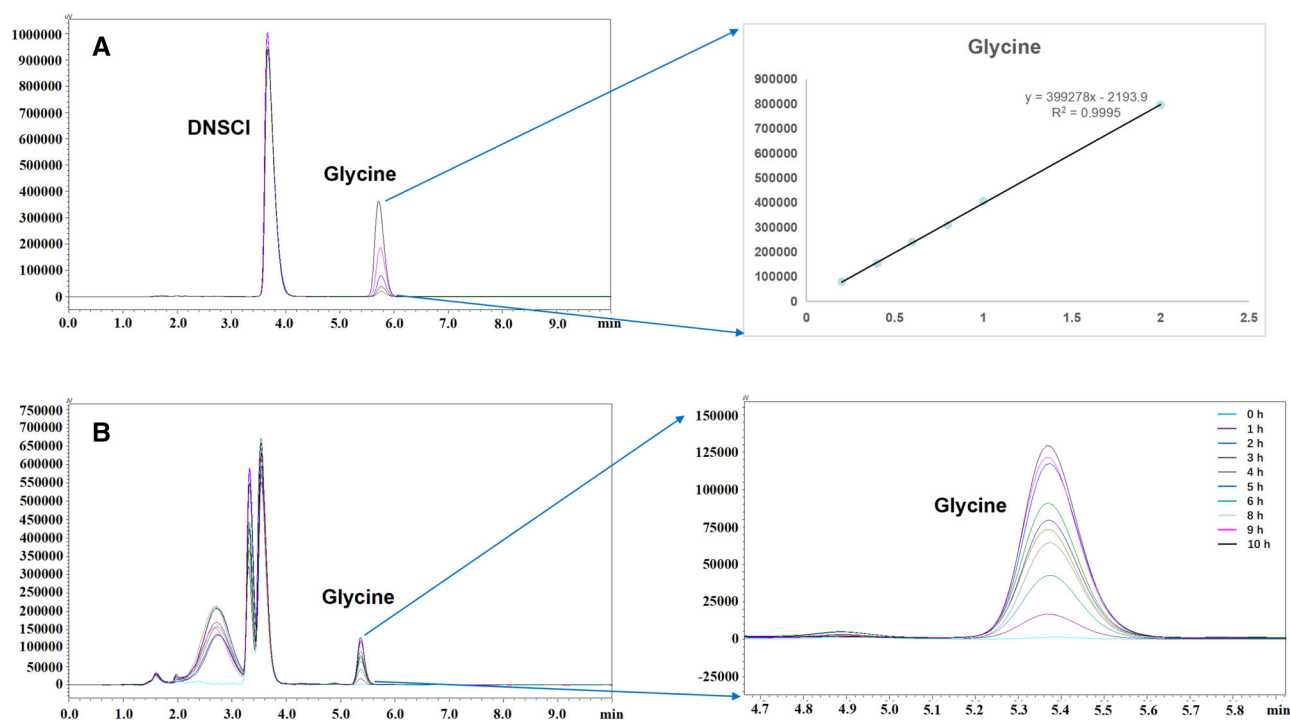 A
DNSCl
Glycine
1000000
900000
800000
700000
600000
500000
400000
300000
200000
100000
0
0.0 1.0 2.0 3.0 4.0 5.0 6.0 7.0 8.0 9.0 min
Glycine
y = 399278x - 2193.9
R² = 0.9995
900000
800000
700000
600000
500000
400000
300000
200000
100000
0
0 0.5 1 1.5 2 2.5
B
Glycine
750000
700000
650000
600000
550000
500000
450000
400000
350000
300000
250000
200000
150000
100000
50000
0
0.0 1.0 2.0 3.0 4.0 5.0 6.0 7.0 8.0 9.0 min
Glycine
150000
125000
100000
75000
50000
25000
0
-25000
4.7 4.8 4.9 5.0 5.1 5.2 5.3 5.4 5.5 5.6 5.7 5.8 min
0 h
1 h
2 h
3 h
4 h
5 h
6 h
8 h
9 h
10 h